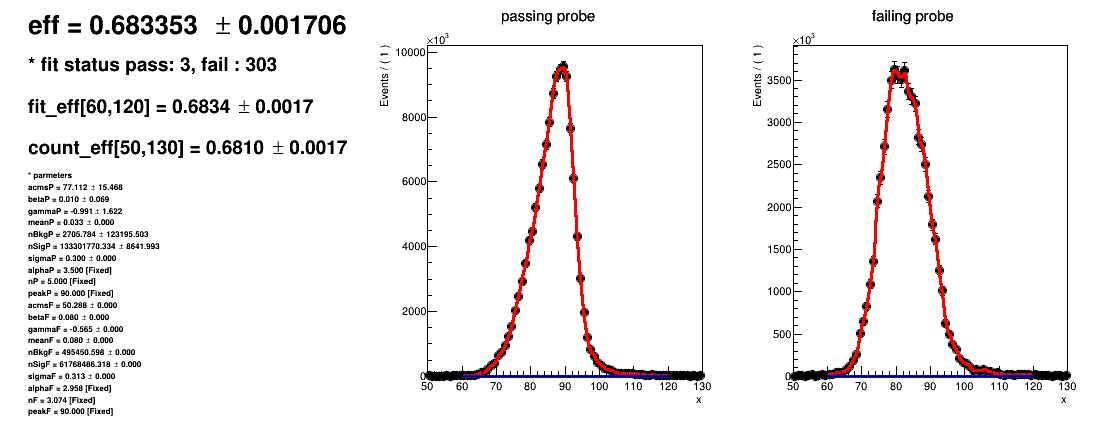 eff = 0.683353 ± 0.001706
* fit status pass: 3, fail : 303
fit_eff[60,120] = 0.6834 ± 0.0017
count_eff[50,130] = 0.6810 ± 0.0017
* parmeters
acmsP = 77.112 ± 15.468
betaP = 0.010 ± 0.069
gammaP = -0.991 ± 1.622
meanP = 0.033 ± 0.000
nBkgP = 2705.784 ± 123195.503
nSigP = 133301770.334 ± 8641.993
sigmaP = 0.300 ± 0.000
alphaP = 3.500 [Fixed]
nP = 5.000 [Fixed]
peakP = 90.000 [Fixed]
acmsF = 50.288 ± 0.000
betaF = 0.080 ± 0.000
gammaF = -0.565 ± 0.000
meanF = 0.080 ± 0.000
nBkgF = 495450.598 ± 0.000
nSigF = 61768486.318 ± 0.000
sigmaF = 0.313 ± 0.000
alphaF = 2.958 [Fixed]
nF = 3.074 [Fixed]
peakF = 90.000 [Fixed]
passing probe
×10³
Events / ( 1 )
10000
8000
6000
4000
2000
0
50 60 70 80 90 100 110 120 130
x
failing probe
×10³
Events / ( 1 )
3500
3000
2500
2000
1500
1000
500
0
50 60 70 80 90 100 110 120 130
x